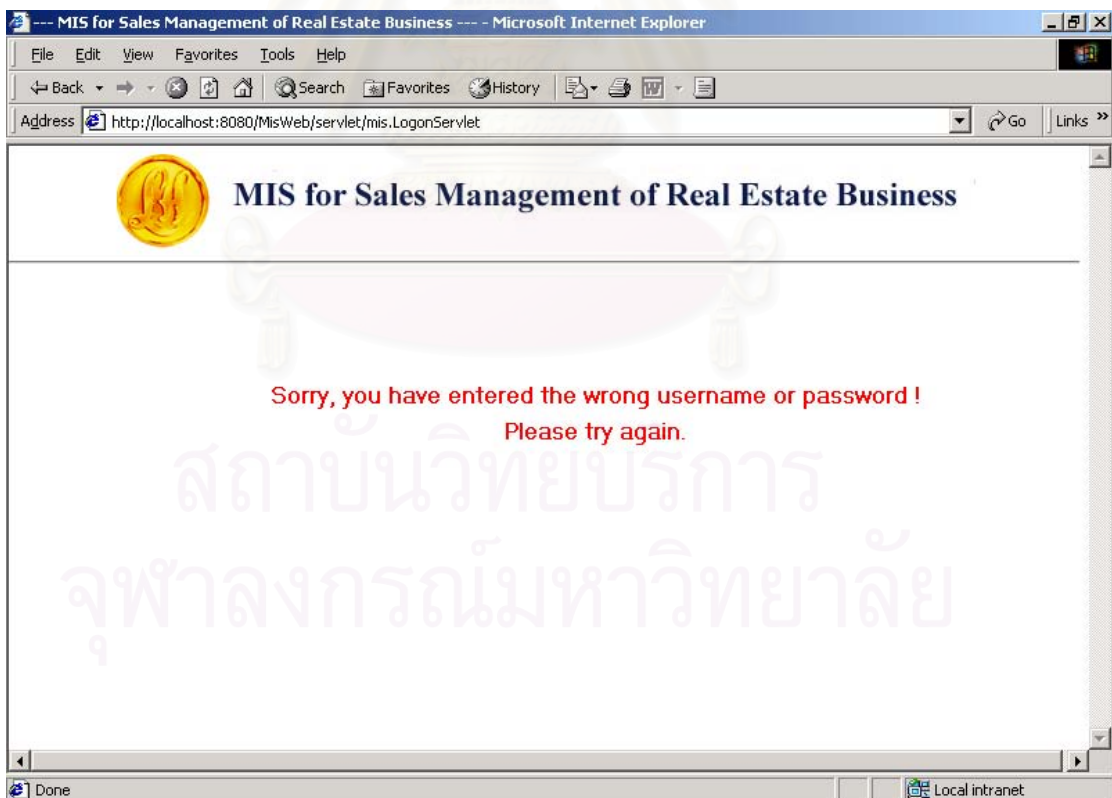 --- MIS for Sales Management of Real Estate Business --- - Microsoft Internet Explorer
File Edit View Favorites Tools Help
Back Search Favorites History
Address http://localhost:8080/MisWeb/servlet/mis.LogonServlet Go Links »
MIS for Sales Management of Real Estate Business
Sorry, you have entered the wrong username or password !
Please try again.
สถาบันวิทยบริการ
จุฬาลงกรณ์มหาวิทยาลัย
Done Local intranet